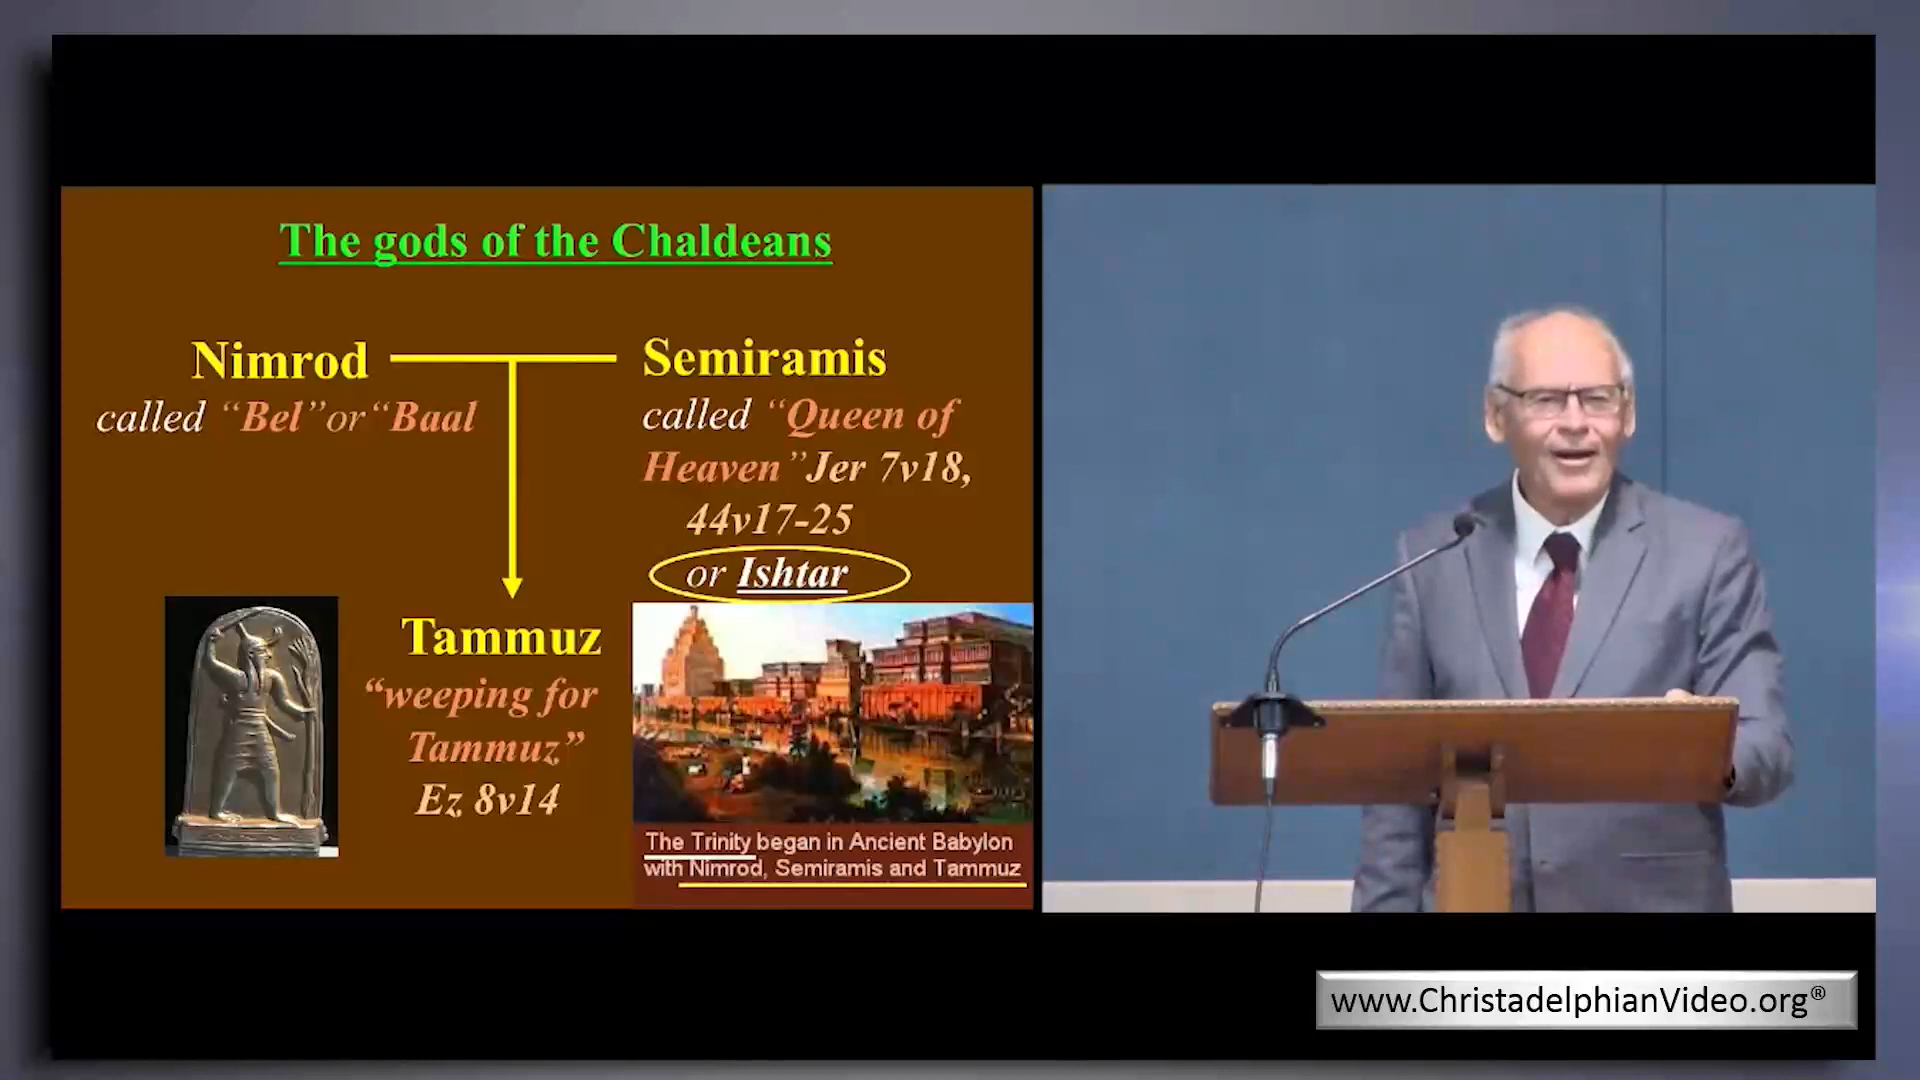 The gods of the Chaldeans
Nimrod
called “Bel” or “Baal
Semiramis
called “Queen of
Heaven” Jer 7v18,
44v17-25
or Ishtar
Tammuz
“weeping for
Tammuz”
Ez 8v14
The Trinity began in Ancient Babylon
with Nimrod, Semiramis and Tammuz
www.ChristadelphianVideo.org®